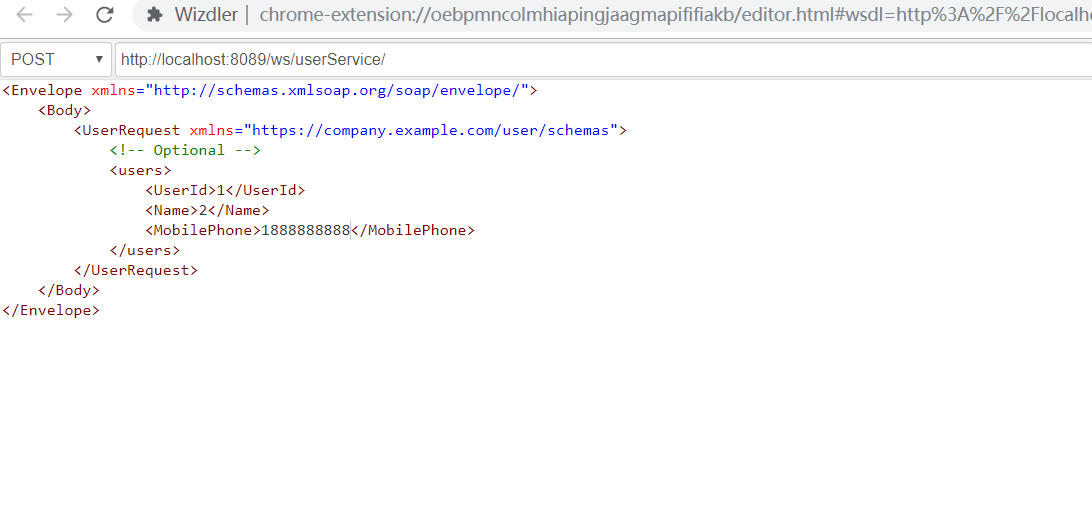 Wizdler | chrome-extension://oebpmncolmhiapingjaagmapififiakb/editor.html#wsdl=http%3A%2F%2Flocalh
POST http://localhost:8089/ws/userService/
<Envelope xmlns="http://schemas.xmlsoap.org/soap/envelope/">
    <Body>
        <UserRequest xmlns="https://company.example.com/user/schemas">
            <!-- Optional -->
            <users>
                <UserId>1</UserId>
                <Name>2</Name>
                <MobilePhone>1888888888</MobilePhone>
            </users>
        </UserRequest>
    </Body>
</Envelope>